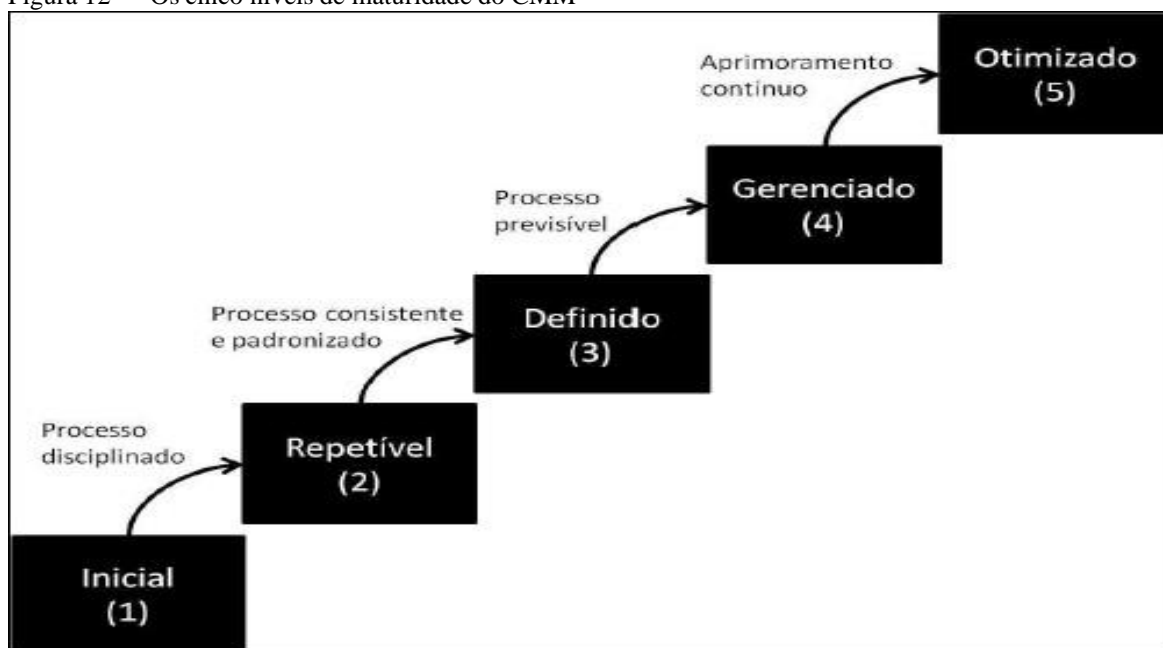 Figura 12 — Os cinco níveis de maturidade do CMM
Aprimoramento
contínuo
Otimizado
(5)
Processo
previsível
Gerenciado
(4)
Processo consistente
e padronizado
Definido
(3)
Processo
disciplinado
Repetível
(2)
Inicial
(1)